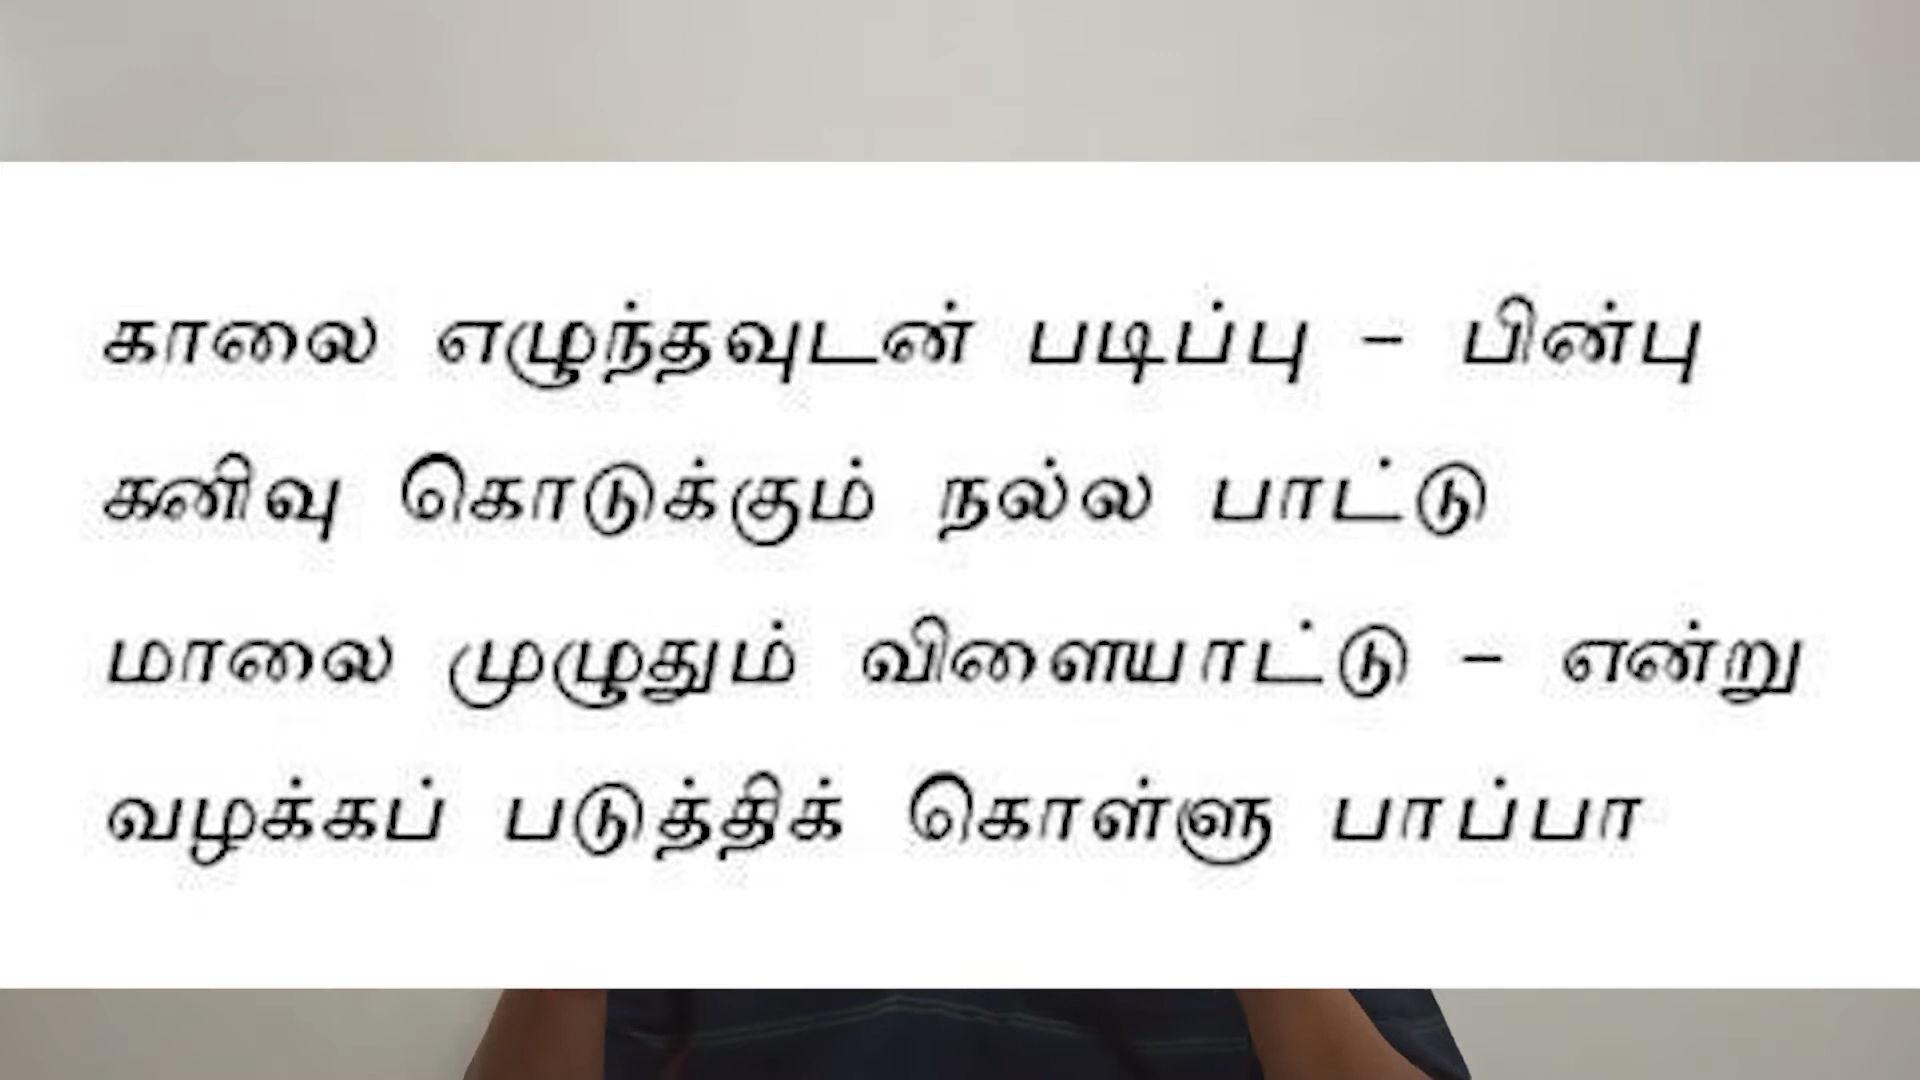 காலை எழுந்தவுடன் படிப்பு - பின்பு
கனிவு கொடுக்கும் நல்ல பாட்டு
மாலை முழுதும் விளையாட்டு - என்று
வழக்கப் படுத்திக் கொள்ளு பாப்பா